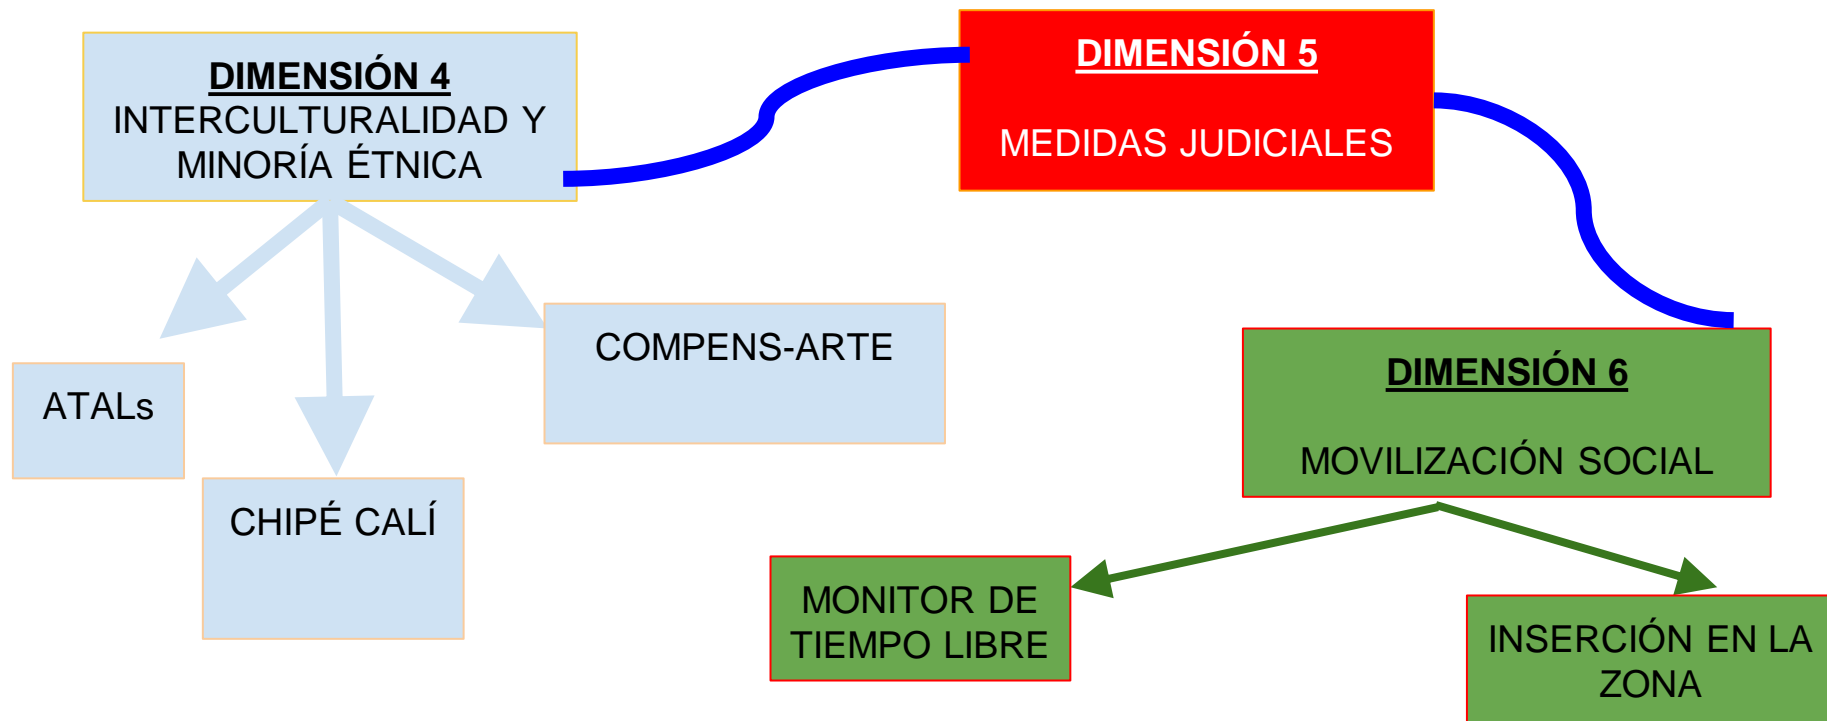 DIMENSIÓN 4
INTERCULTURALIDAD Y
MINORÍA ÉTNICA
DIMENSIÓN 5
MEDIDAS JUDICIALES
ATALs
CHIPÉ CALÍ
COMPENS-ARTE
DIMENSIÓN 6
MOVILIZACIÓN SOCIAL
MONITOR DE
TIEMPO LIBRE
INSERCIÓN EN LA
ZONA